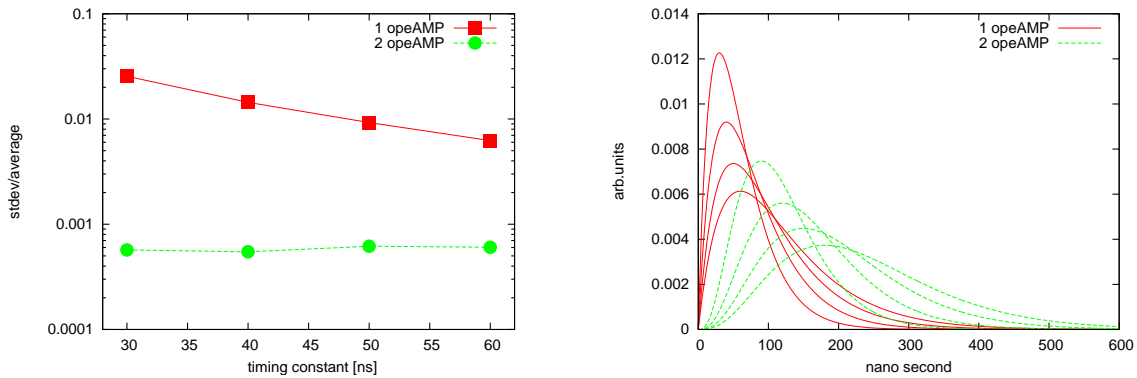 0.1
0.01
0.001
0.0001
30 35 40 45 50 55 60
stdev/average
timing constant [ns]
1 opeAMP
2 opeAMP
0.014
0.012
0.01
0.008
0.006
0.004
0.002
0
0 100 200 300 400 500 600
arb.units
nano second
1 opeAMP
2 opeAMP